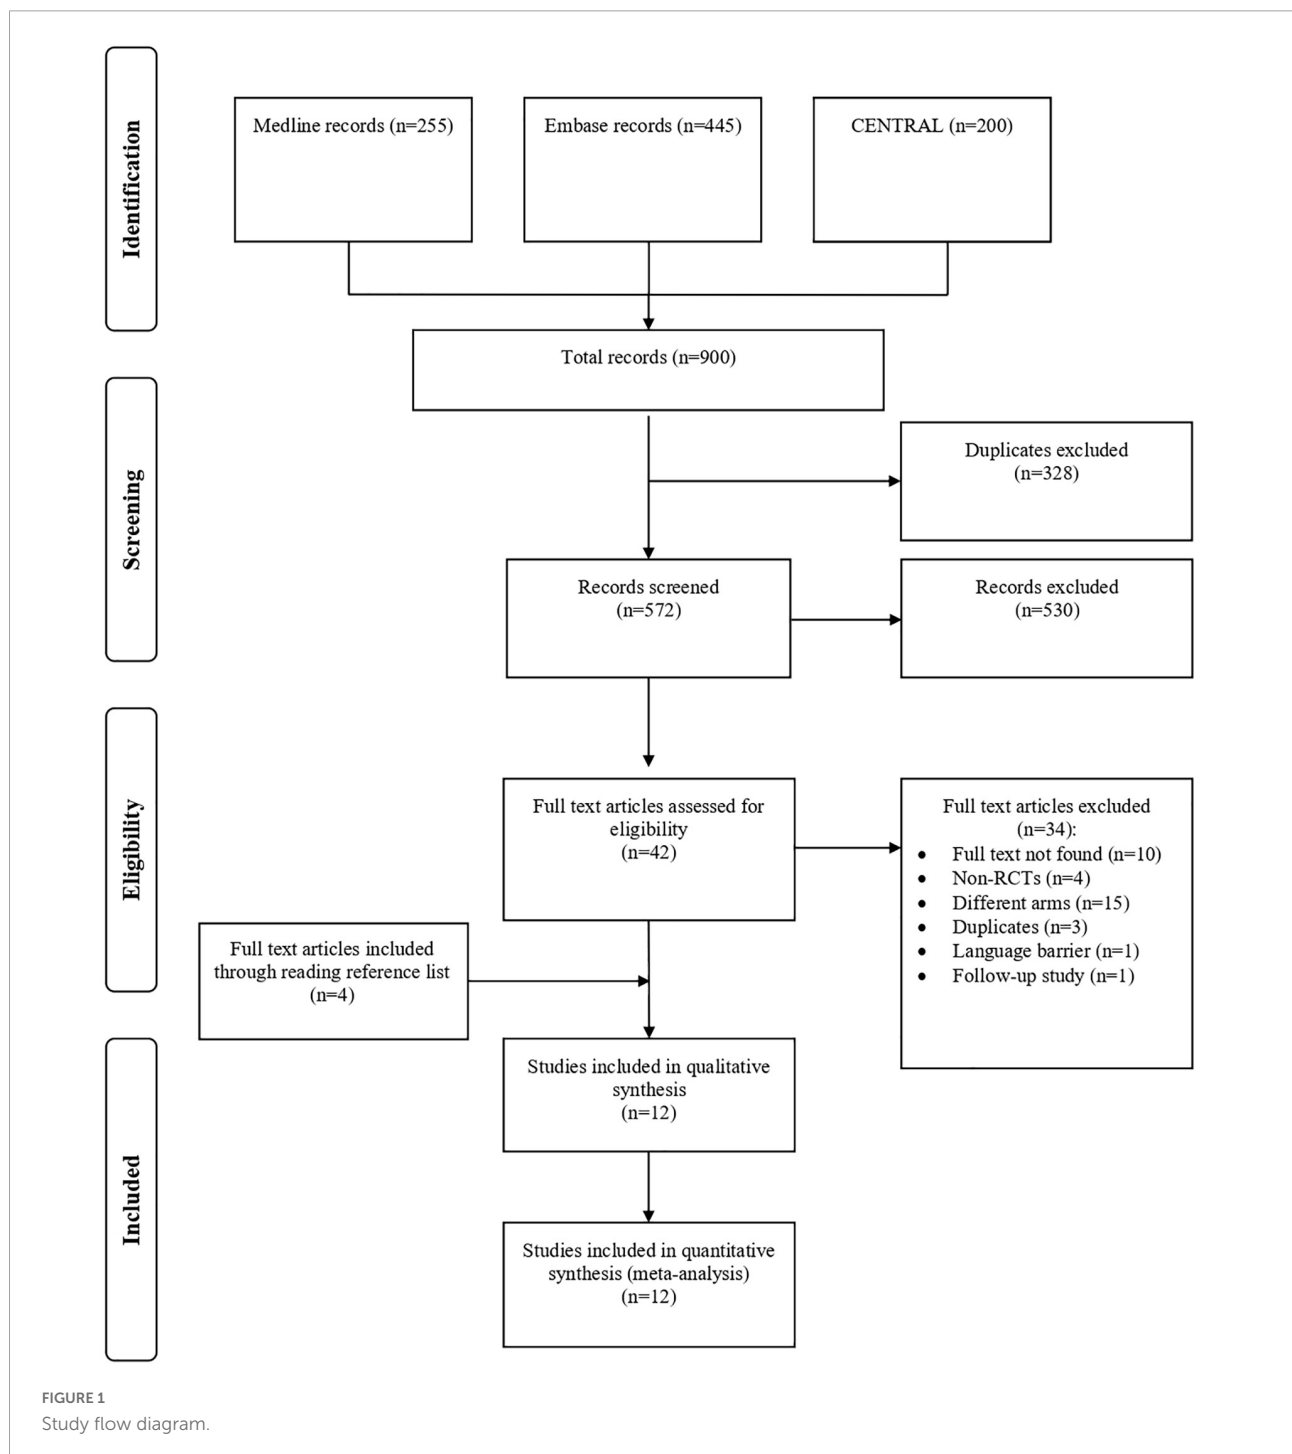 Identification
Medline records (n=255)
Embase records (n=445)
CENTRAL (n=200)
Total records (n=900)
Screening
Duplicates excluded
(n=328)
Records screened
(n=572)
Records excluded
(n=530)
Eligibility
Full text articles assessed for
eligibility
(n=42)
Full text articles excluded
(n=34):
• Full text not found (n=10)
• Non-RCTs (n=4)
• Different arms (n=15)
• Duplicates (n=3)
• Language barrier (n=1)
• Follow-up study (n=1)
Full text articles included
through reading reference list
(n=4)
Included
Studies included in qualitative
synthesis
(n=12)
Studies included in quantitative
synthesis (meta-analysis)
(n=12)
FIGURE 1
Study flow diagram.